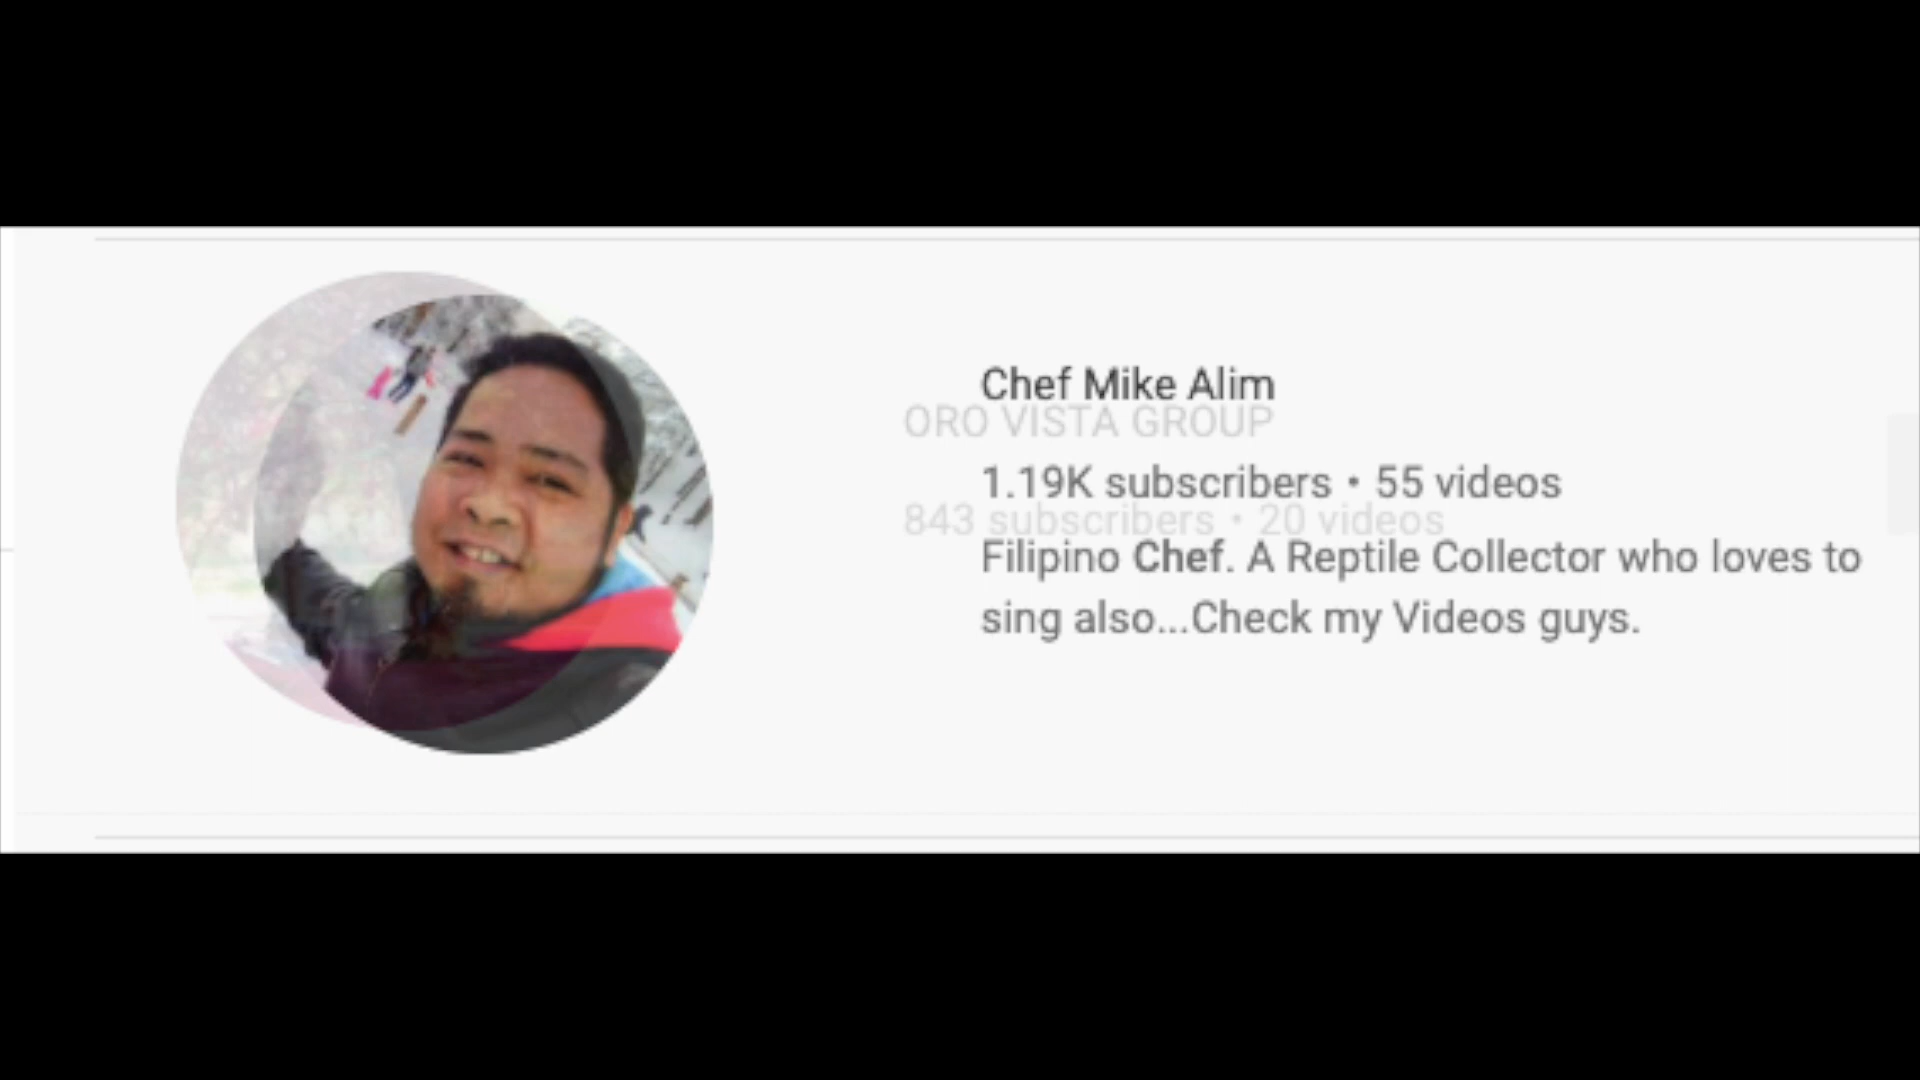 Chef Mike Alim
ORO VISTA GROUP
1.19K subscribers • 55 videos
843 subscribers • 20 videos
Filipino Chef. A Reptile Collector who loves to
sing also...Check my Videos guys.